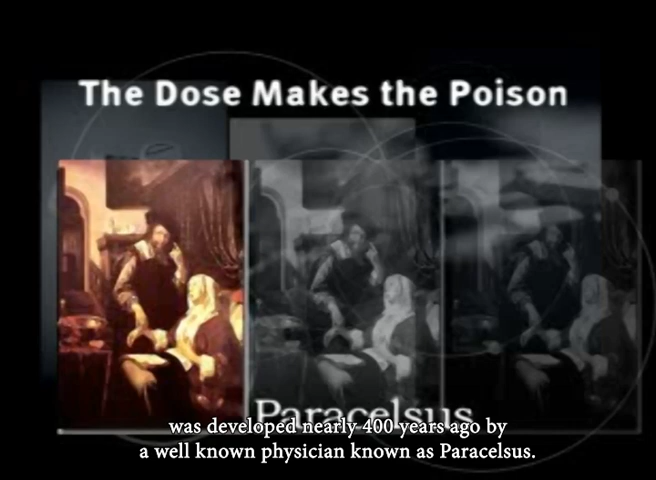 The Dose Makes the Poison
Paracelsus
was developed nearly 400 years ago by
a well known physician known as Paracelsus.